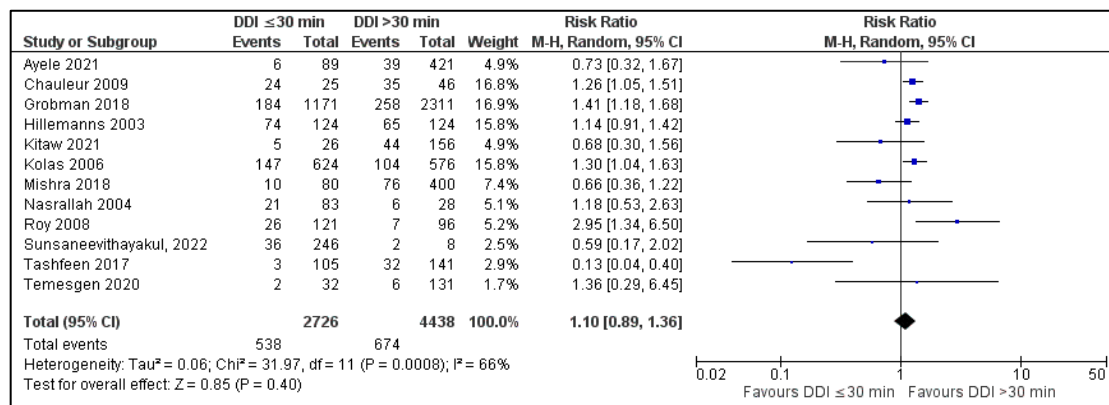 DDI ≤30 min DDI >30 min Risk Ratio Risk Ratio
Study or Subgroup Events Total Events Total Weight M-H, Random, 95% CI M-H, Random, 95% CI
Ayele 2021 6 89 39 421 4.9% 0.73 [0.32, 1.67]
Chauleur 2009 24 25 35 46 16.2% 1.26 [1.05, 1.51]
Grobman 2018 184 1171 258 2311 16.9% 1.41 [1.18, 1.68]
Hillemanns 2003 74 124 65 124 15.8% 1.14 [0.91, 1.42]
Kitaw 2021 5 26 44 156 4.9% 0.68 [0.30, 1.56]
Kolas 2006 147 624 104 576 15.6% 1.30 [1.04, 1.63]
Mishra 2018 10 80 76 400 7.4% 0.66 [0.36, 1.22]
Nasrallah 2004 21 83 6 28 5.1% 1.18 [0.53, 2.63]
Roy 2008 26 121 7 96 5.2% 2.95 [1.34, 6.50]
Sunsaneevithayakul, 2022 36 246 2 8 2.5% 0.59 [0.17, 2.02]
Tashfeen 2017 3 105 32 141 2.9% 0.13 [0.04, 0.40]
Temesgen 2020 2 32 6 131 1.7% 1.36 [0.29, 6.45]
Total (95% CI) 2726 4438 100.0% 1.10 [0.89, 1.36]
Total events 538 674
Heterogeneity: Tau² = 0.06; Chi² = 31.97, df = 11 (P = 0.0008); I² = 66%
Test for overall effect: Z = 0.85 (P = 0.40)
0.02 0.1 1 10 50
Favours DDI ≤30 min Favours DDI >30 min